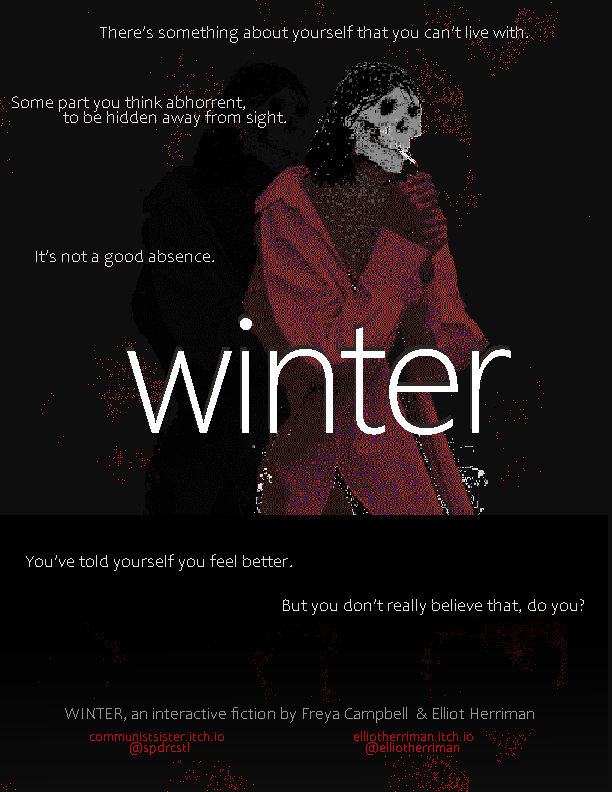 There's something about yourself that you can't live with.
Some part you think abhorrent,
to be hidden away from sight.
It's not a good absence.
winter
You've told yourself you feel better.
But you don't really believe that, do you?
WINTER, an interactive fiction by Freya Campbell & Elliot Herriman
communistsister.itch.io
elliotherriman.itch.io
@spdrcstl
@elliotherriman